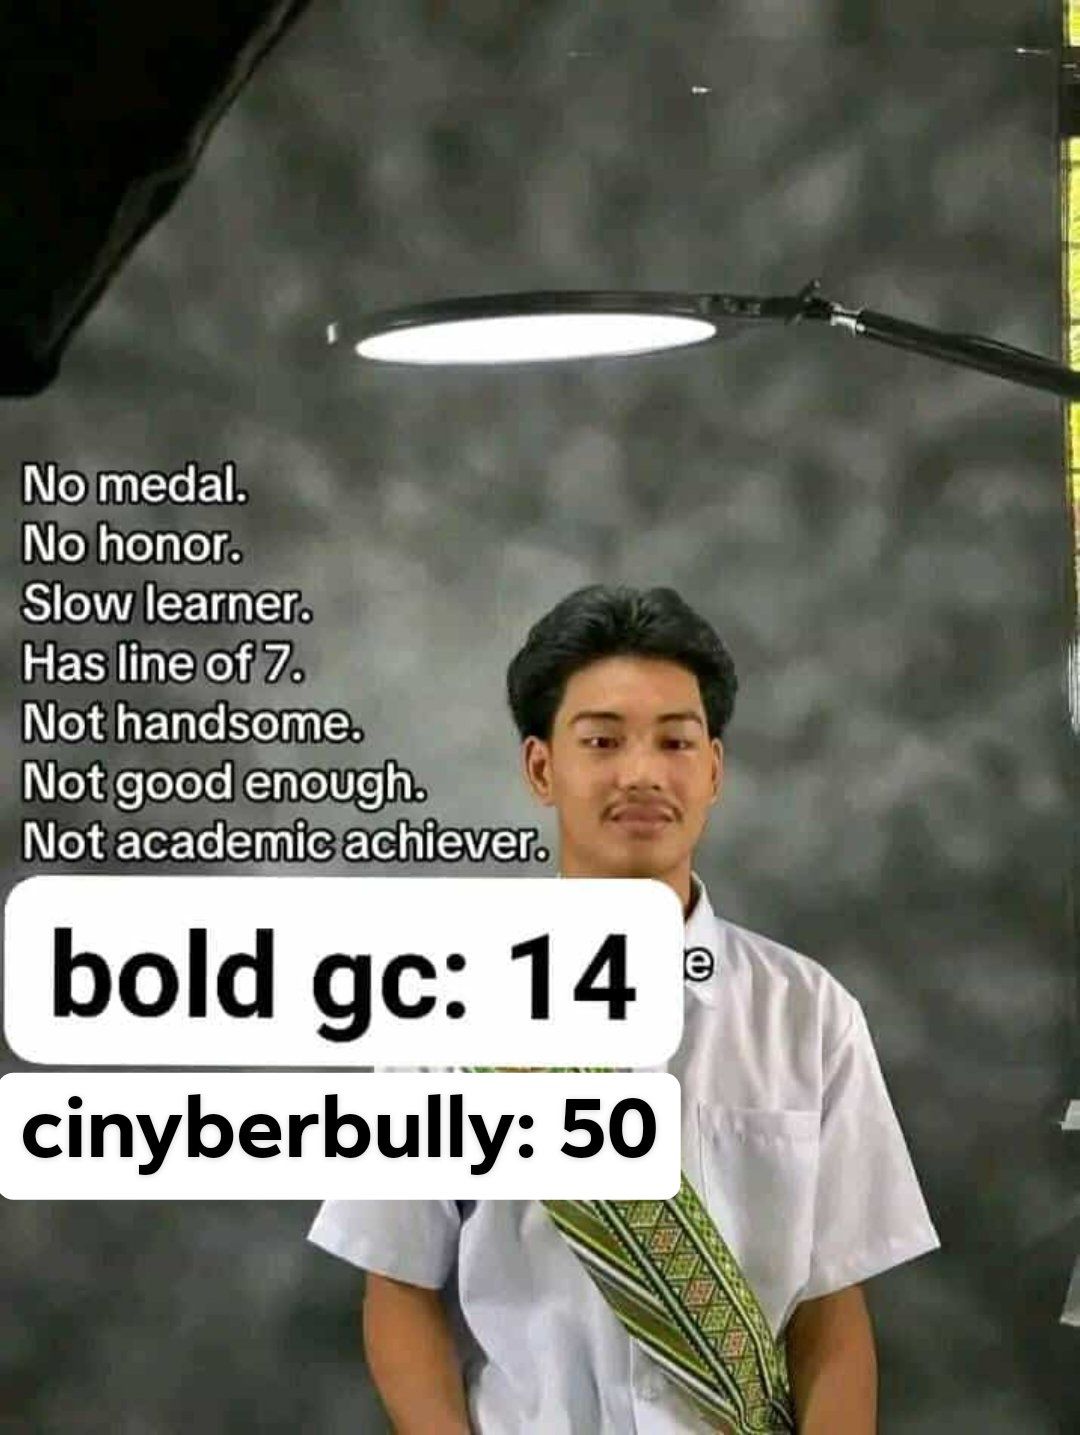 No medal.
No honor.
Slow learner.
Has line of 7.
Not handsome.
Not good enough.
Not academic achiever.
bold gc: 14
e
cinyberbully: 50